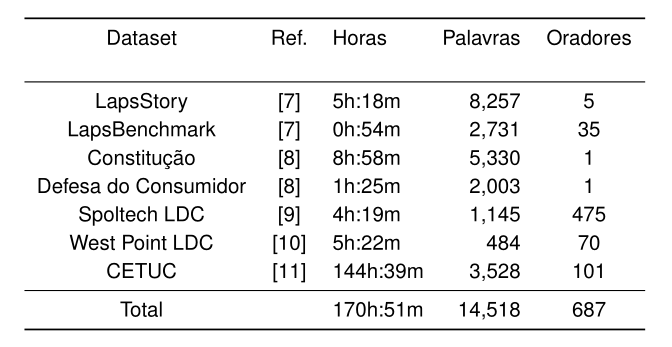 Dataset Ref. Horas Palavras Oradores
LapsStory [7] 5h:18m 8,257 5
LapsBenchmark [7] 0h:54m 2,731 35
Constitução [8] 8h:58m 5,330 1
Defesa do Consumidor [8] 1h:25m 2,003 1
Spoltech LDC [9] 4h:19m 1,145 475
West Point LDC [10] 5h:22m 484 70
CETUC [11] 144h:39m 3,528 101
Total 170h:51m 14,518 687